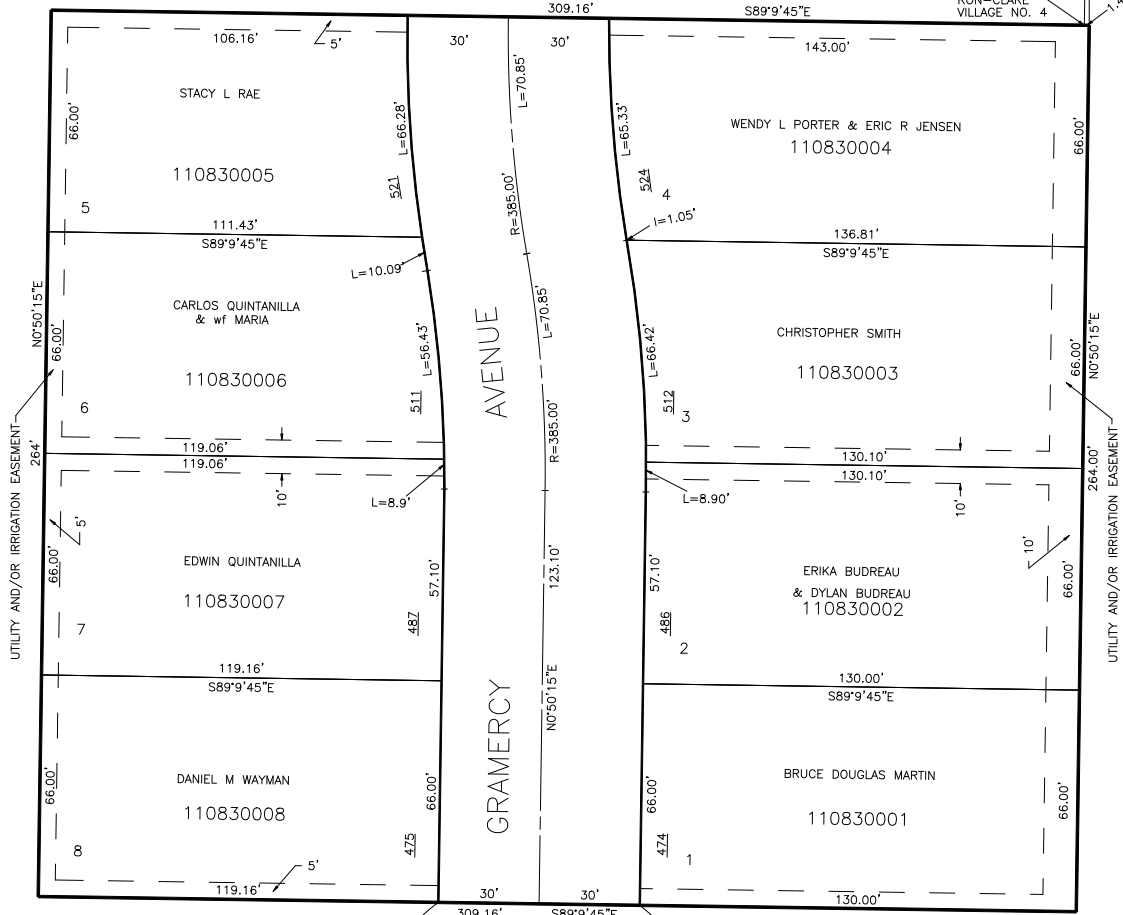 309.16'
S89°9'45"E
VILLAGE NO. 4
106.16'
5'
30'
30'
143.00'
STACY L RAE
66.00'
L=66.28'
L=70.85'
L=65.33'
WENDY L PORTER & ERIC R JENSEN
110830004
66.00'
110830005
521
R=385.00'
524
4
5
111.43'
S89°9'45"E
l=1.05'
136.81'
S89°9'45"E
L=10.09'
N0°50'15"E
CARLOS QUINTANILLA
& wf MARIA
66.00'
110830006
L=56.43'
L=70.85'
AVENUE
L=66.42'
CHRISTOPHER SMITH
110830003
66.00'
N0°50'15"E
6
511
512
3
UTILITY AND/OR IRRIGATION EASEMENT
264'
119.06'
119.06'
R=385.00'
130.10'
130.10'
264.00'
UTILITY AND/OR IRRIGATION EASEMENT
10'
L=8.9'
L=8.90'
10'
5'
10'
EDWIN QUINTANILLA
110830007
66.00'
57.10'
123.10'
57.10'
ERIKA BUDREAU
& DYLAN BUDREAU
110830002
66.00'
7
487
486
2
119.16'
S89°9'45"E
N0°50'15"E
130.00'
S89°9'45"E
GRAMERCY
DANIEL M WAYMAN
110830008
66.00'
66.00'
66.00'
BRUCE DOUGLAS MARTIN
110830001
66.00'
8
475
474
1
5'
119.16'
30'
30'
130.00'
309.16'
S89°9'45"E